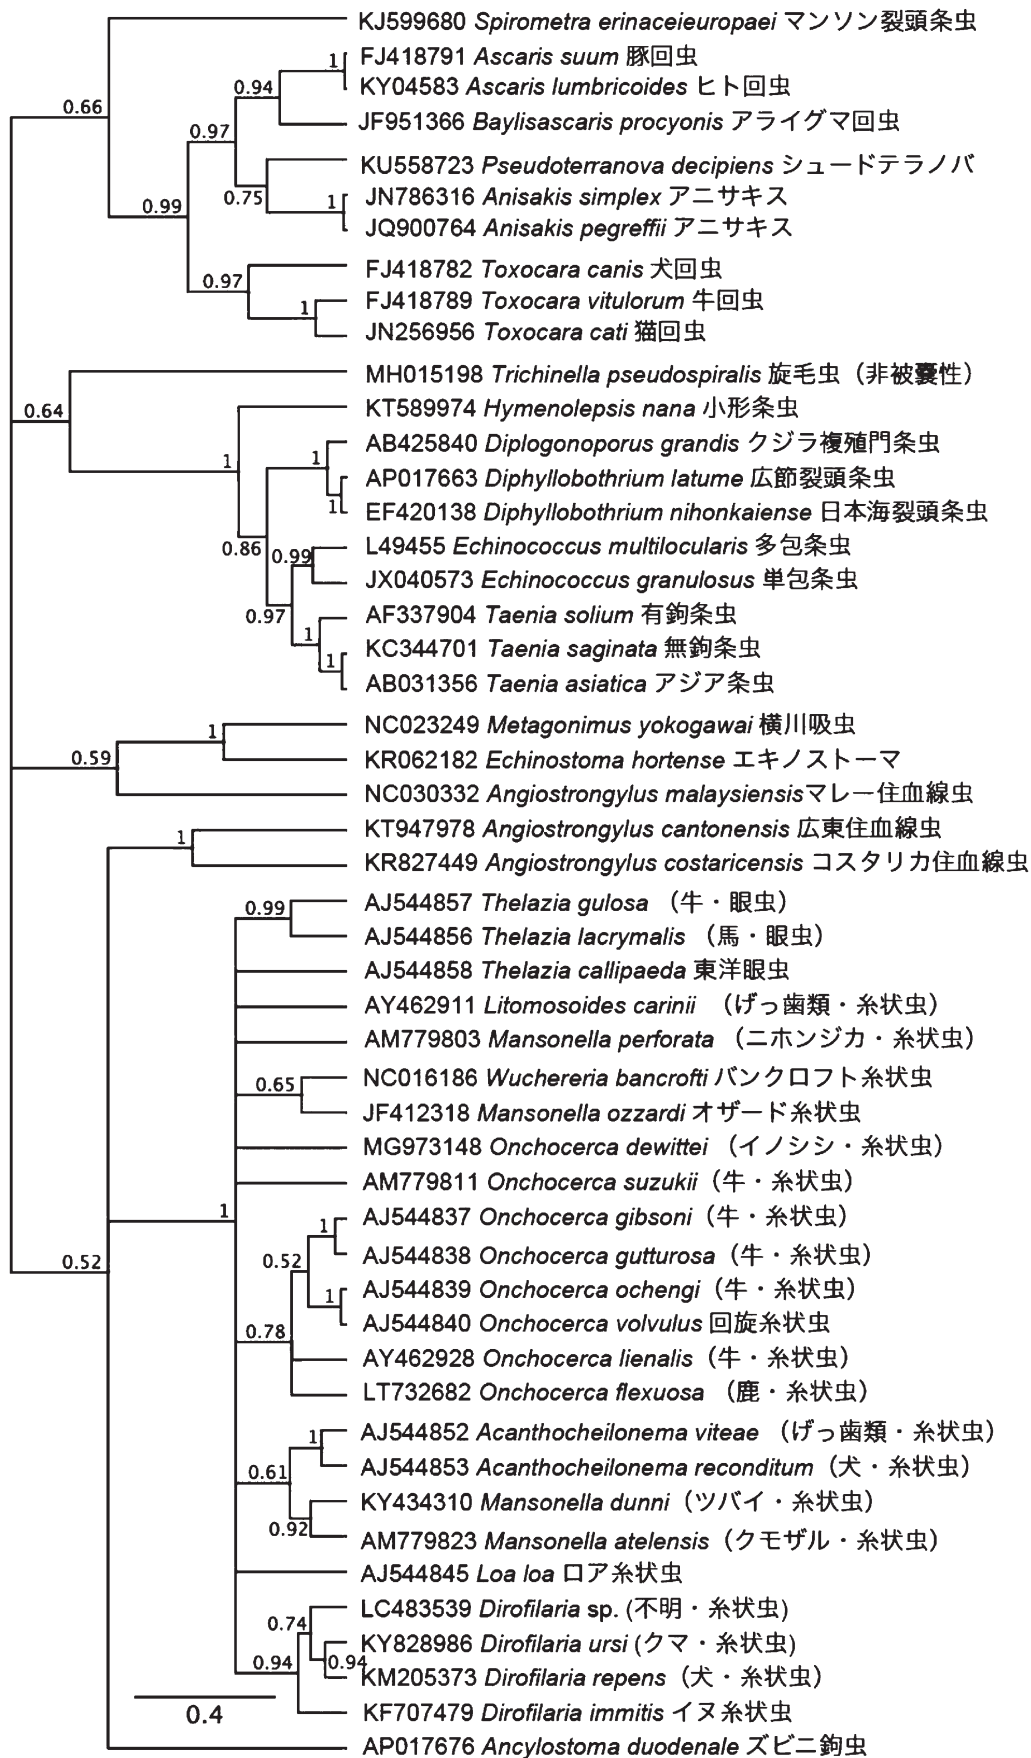 KJ599680 Spirometra erinaceieuropaei マンソン裂頭条虫
1 FJ418791 Ascaris suum 豚回虫
0.94 KY04583 Ascaris lumbricoides ヒト回虫
0.66
JF951366 Baylisascaris procyonis アライグマ回虫
0.97
KU558723 Pseudoterranova decipiens シュードテラノバ
0.75 1 JN786316 Anisakis simplex アニサキス
0.99
JQ900764 Anisakis pegreffii アニサキス
FJ418782 Toxocara canis 犬回虫
0.97
1 FJ418789 Toxocara vitulorum 牛回虫
JN256956 Toxocara cati 猫回虫
MH015198 Trichinella pseudospiralis 旋毛虫（非被嚢性）
0.64 KT589974 Hymenolepsis nana 小形条虫
AB425840 Diplogonoporus grandis クジラ複殖門条虫
1 1
AP017663 Diphyllobothrium latume 広節裂頭条虫
1 EF420138 Diphyllobothrium nihonkaiense 日本海裂頭条虫
0.86 0.99 L49455 Echinococcus multilocularis 多包条虫
JX040573 Echinococcus granulosus 単包条虫
0.97 AF337904 Taenia solium 有鉤条虫
1
KC344701 Taenia saginata 無鉤条虫
1
AB031356 Taenia asiatica アジア条虫
NC023249 Metagonimus yokogawai 横川吸虫
1
0.59 KR062182 Echinostoma hortense エキノストーマ
NC030332 Angiostrongylus malaysiensisマレー住血線虫
KT947978 Angiostrongylus cantonensis 広東住血線虫
1
KR827449 Angiostrongylus costaricensis コスタリカ住血線虫
AJ544857 Thelazia gulosa （牛・眼虫）
0.99
AJ544856 Thelazia lacrymalis （馬・眼虫）
AJ544858 Thelazia callipaeda 東洋眼虫
AY462911 Litomosoides carinii （げっ歯類・糸状虫）
AM779803 Mansonella perforata （ニホンジカ・糸状虫）
NC016186 Wuchereria bancrofti バンクロフト糸状虫
0.65
JF412318 Mansonella ozzardi オザード糸状虫
MG973148 Onchocerca dewittei （イノシシ・糸状虫）
AM779811 Onchocerca suzukii（牛・糸状虫）
1 1 AJ544837 Onchocerca gibsoni（牛・糸状虫）
0.52 0.52 AJ544838 Onchocerca gutturosa（牛・糸状虫）
1 AJ544839 Onchocerca ochengi（牛・糸状虫）
0.78 AJ544840 Onchocerca volvulus 回旋糸状虫
AY462928 Onchocerca lienalis（牛・糸状虫）
LT732682 Onchocerca flexuosa （鹿・糸状虫）
1 AJ544852 Acanthocheilonema viteae （げっ歯類・糸状虫）
0.61 AJ544853 Acanthocheilonema reconditum（犬・糸状虫）
KY434310 Mansonella dunni（ツバイ・糸状虫）
0.92
AM779823 Mansonella atelensis（クモザル・糸状虫）
AJ544845 Loa loa ロア糸状虫
LC483539 Dirofilaria sp. (不明・糸状虫)
0.74
KY828986 Dirofilaria ursi (クマ・糸状虫)
0.94 0.94
KM205373 Dirofilaria repens（犬・糸状虫）
0.4 KF707479 Dirofilaria immitis イヌ糸状虫
AP017676 Ancylostoma duodenale ズビニ鉤虫